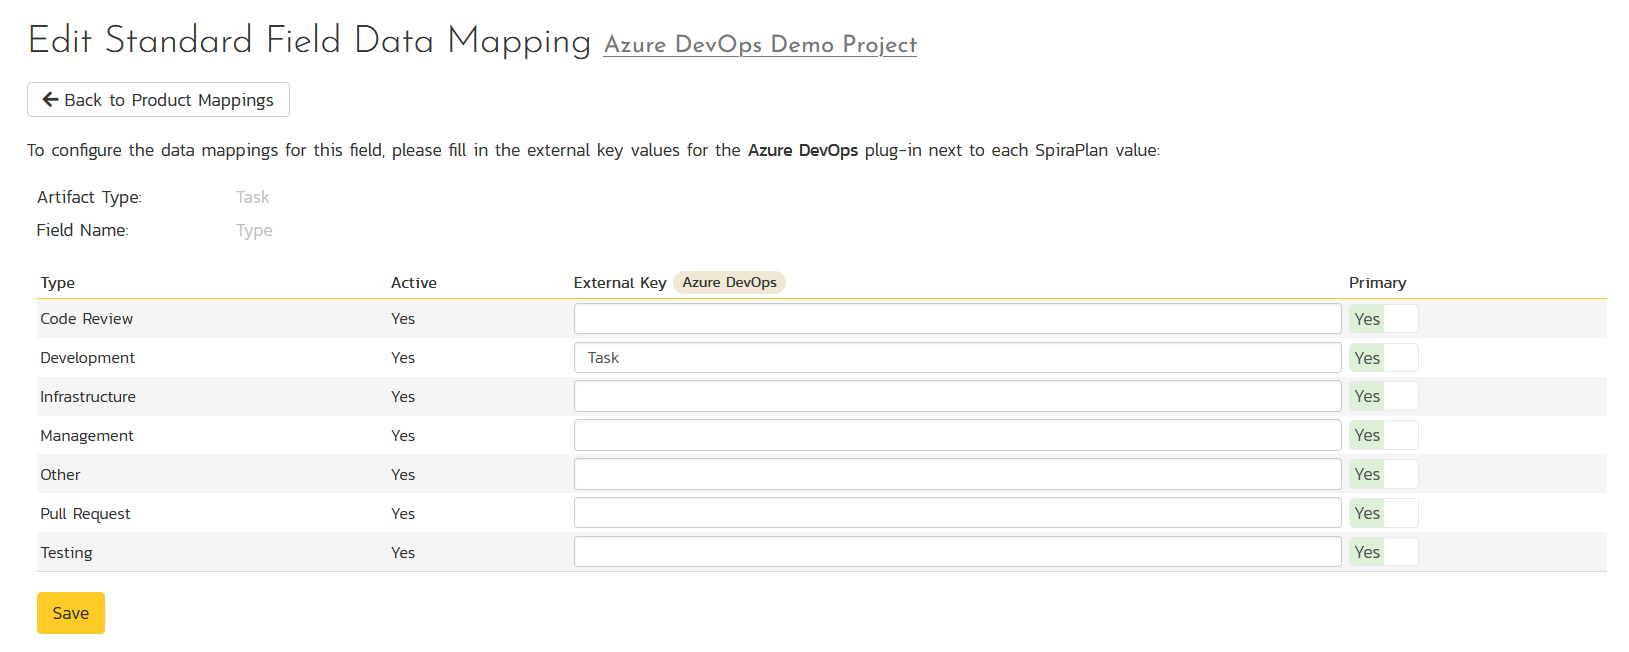 Edit Standard Field Data Mapping Azure DevOps Demo Project
Back to Product Mappings
To configure the data mappings for this field, please fill in the external key values for the Azure DevOps plug-in next to each SpiraPlan value:
Artifact Type: Task
Field Name: Type
Type Active External Key Azure DevOps Primary
Code Review Yes Yes
Development Yes Task Yes
Infrastructure Yes Yes
Management Yes Yes
Other Yes Yes
Pull Request Yes Yes
Testing Yes Yes
Save